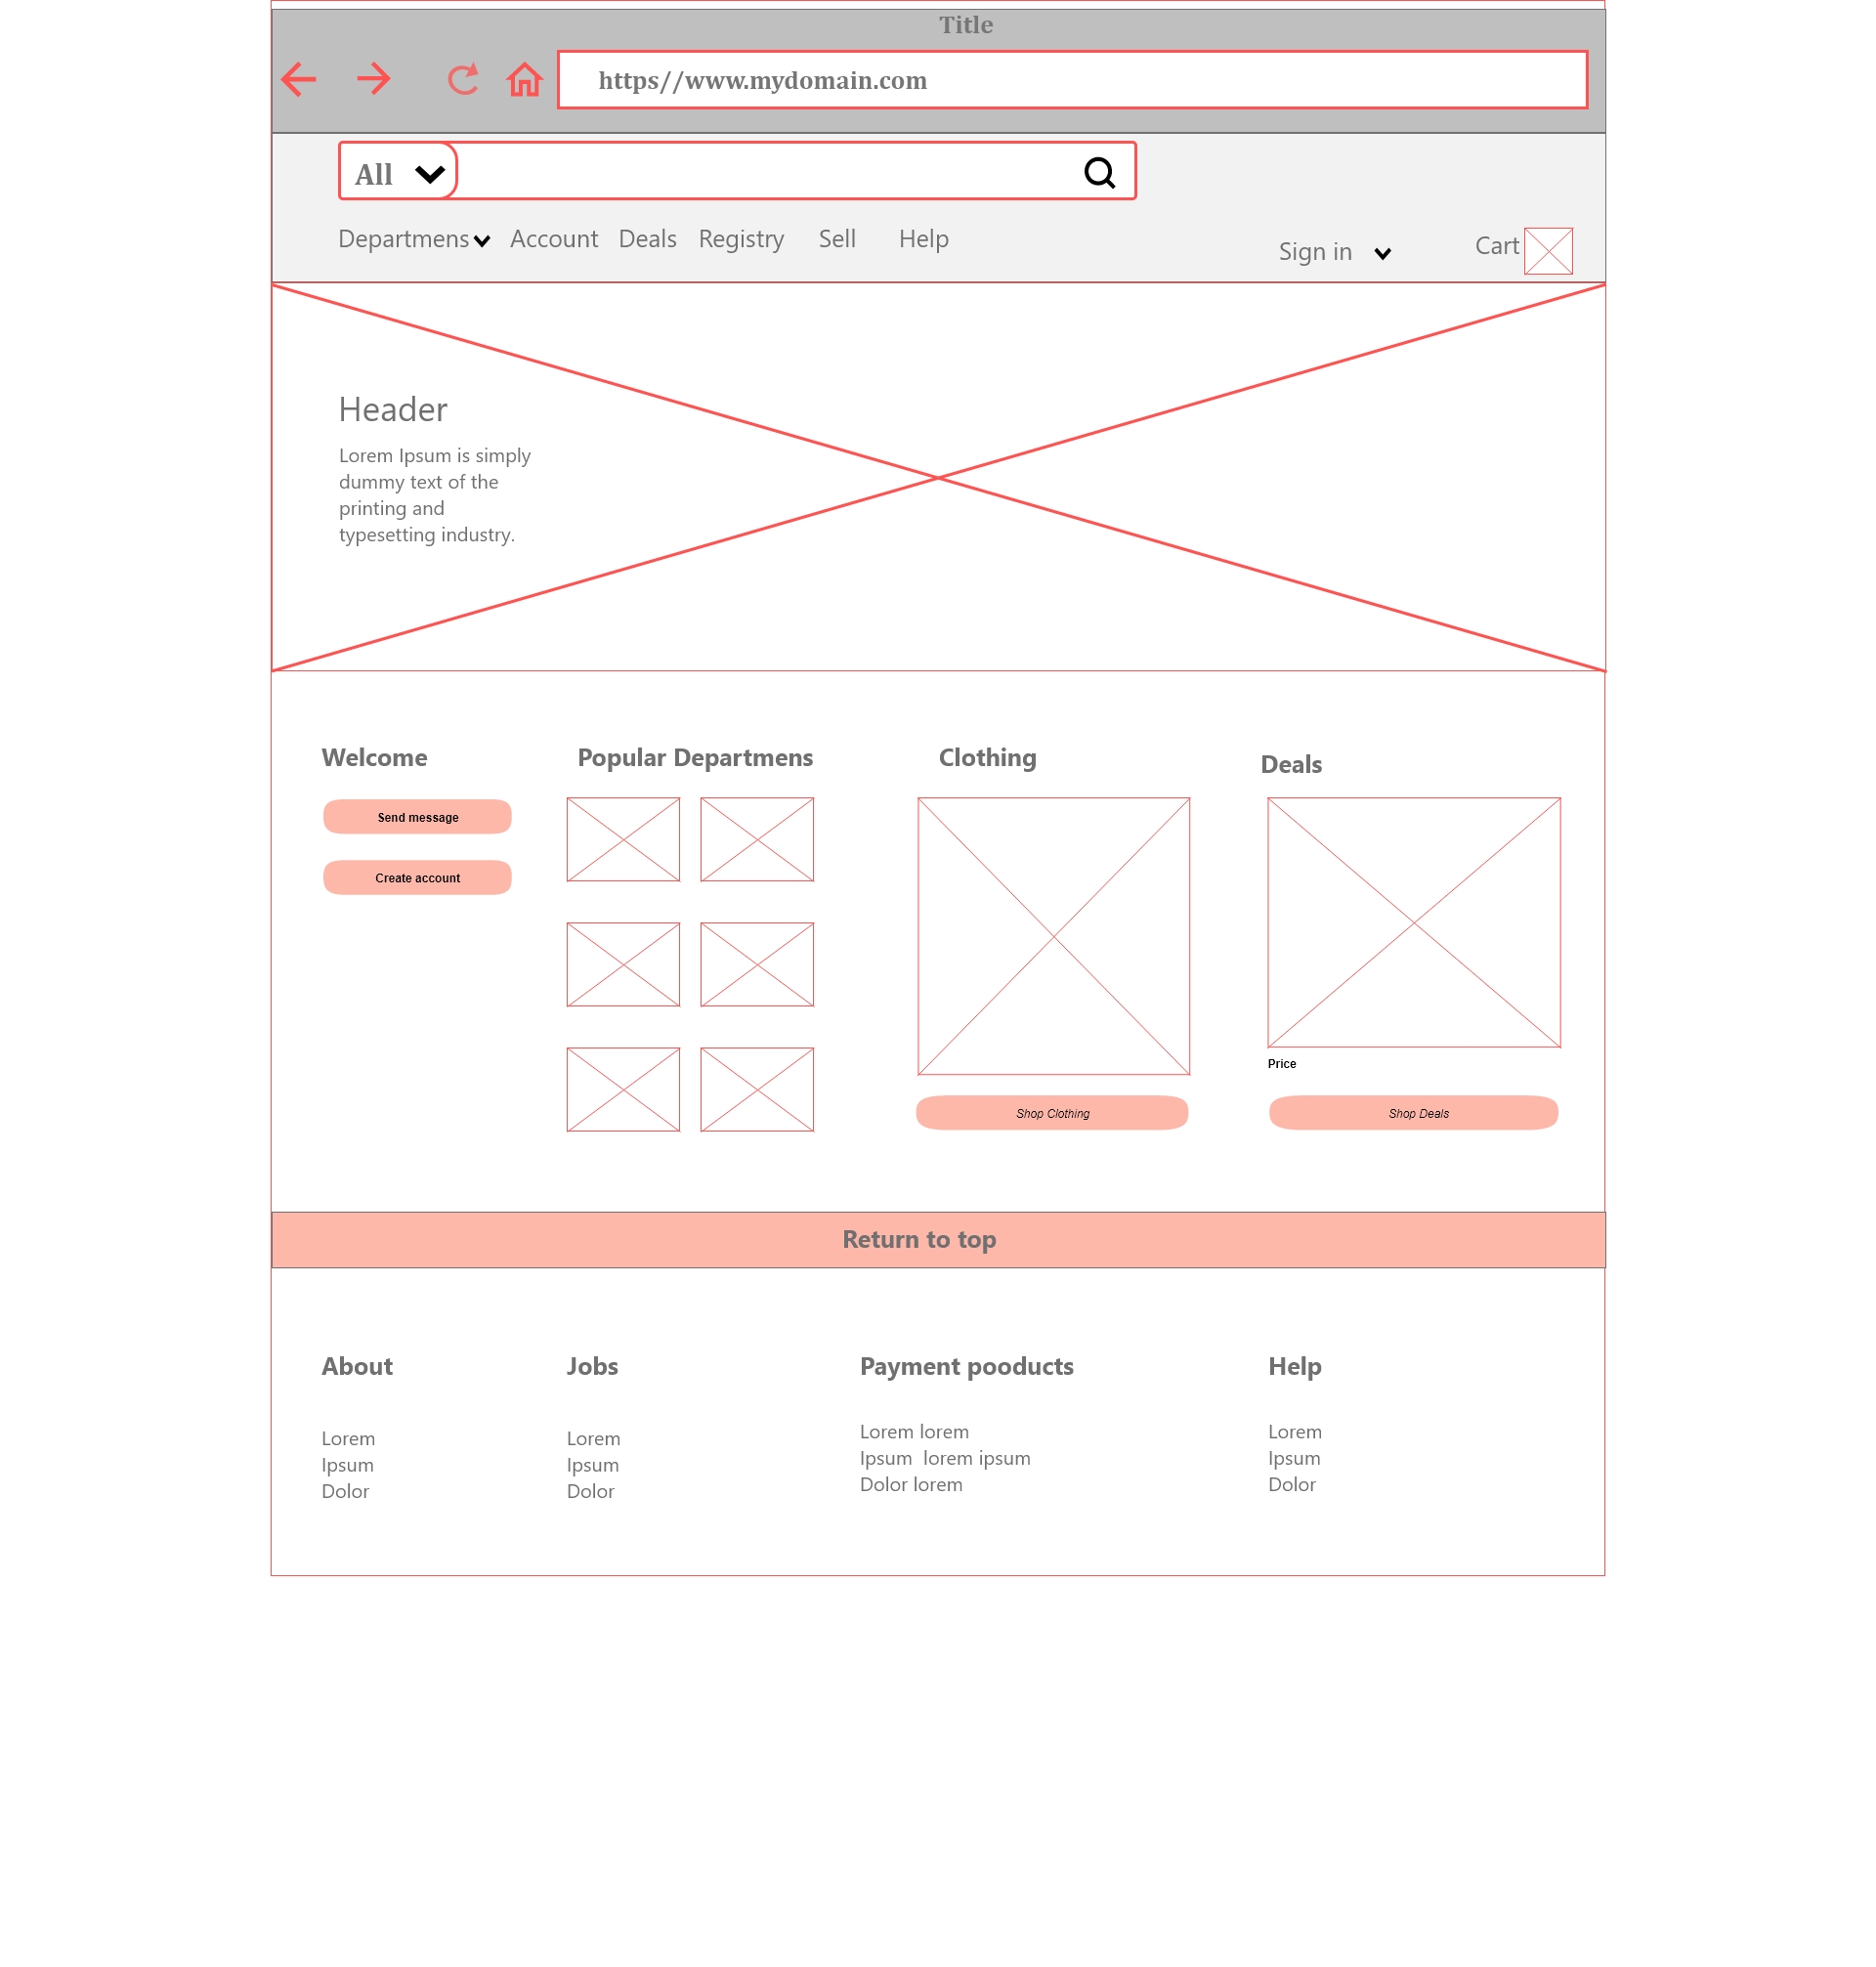 Title
https//www.mydomain.com
All
Departmens Account Deals Registry Sell Help
Sign in
Cart
Header
Lorem Ipsum is simply
dummy text of the
printing and
typesetting industry.
Welcome
Send message
Create account
Popular Departmens
Clothing
Shop Clothing
Deals
Price
Shop Deals
Return to top
About
Lorem
Ipsum
Dolor
Jobs
Lorem
Ipsum
Dolor
Payment pooducts
Lorem lorem
Ipsum lorem ipsum
Dolor lorem
Help
Lorem
Ipsum
Dolor